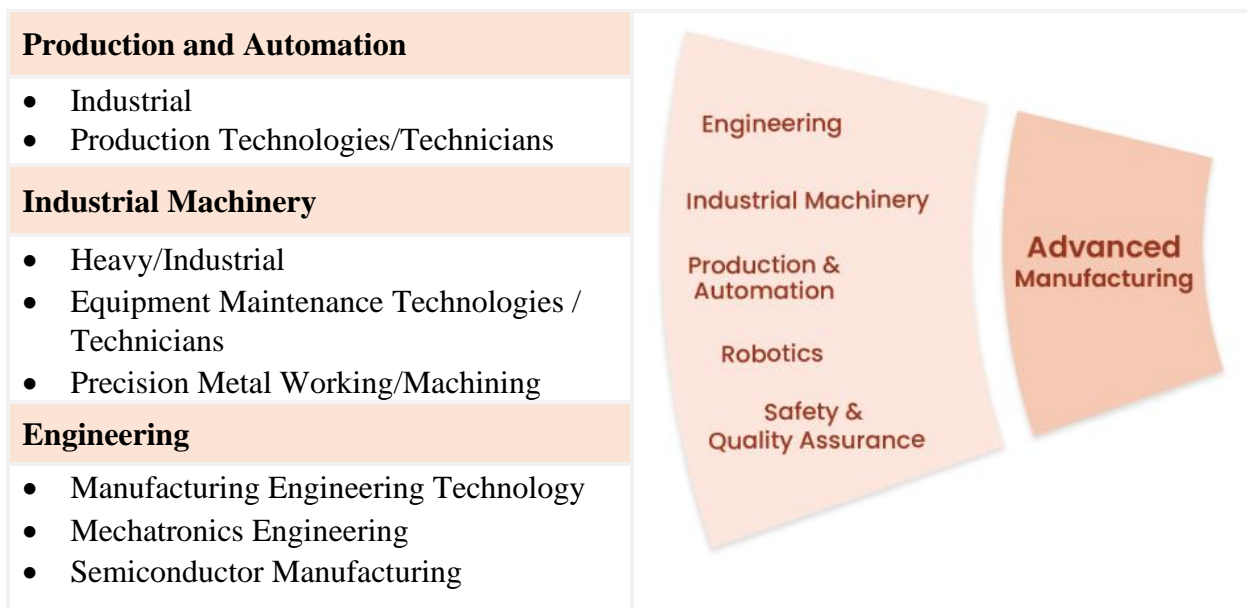 Production and Automation
• Industrial
• Production Technologies/Technicians
Industrial Machinery
• Heavy/Industrial
• Equipment Maintenance Technologies /
Technicians
• Precision Metal Working/Machining
Engineering
• Manufacturing Engineering Technology
• Mechatronics Engineering
• Semiconductor Manufacturing
Engineering
Industrial Machinery
Production &
Automation
Robotics
Safety &
Quality Assurance
Advanced
Manufacturing